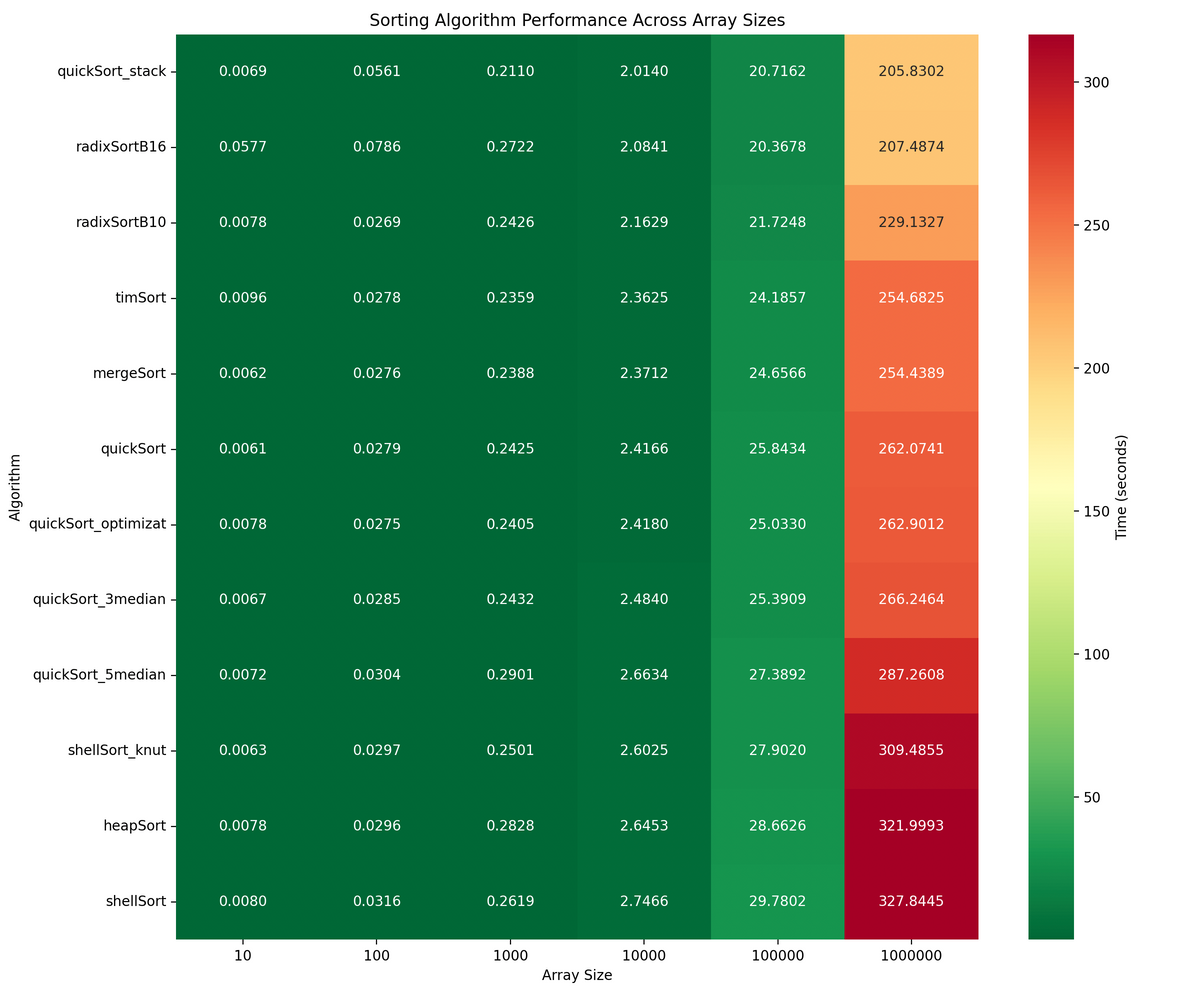 Sorting Algorithm Performance Across Array Sizes
quickSort_stack 0.0069 0.0561 0.2110 2.0140 20.7162 205.8302
radixSortB16 0.0577 0.0786 0.2722 2.0841 20.3678 207.4874
radixSortB10 0.0078 0.0269 0.2426 2.1629 21.7248 229.1327
timSort 0.0096 0.0278 0.2359 2.3625 24.1857 254.6825
mergeSort 0.0062 0.0276 0.2388 2.3712 24.6566 254.4389
quickSort 0.0061 0.0279 0.2425 2.4166 25.8434 262.0741
quickSort_optimizat 0.0078 0.0275 0.2405 2.4180 25.0330 262.9012
quickSort_3median 0.0067 0.0285 0.2432 2.4840 25.3909 266.2464
quickSort_5median 0.0072 0.0304 0.2901 2.6634 27.3892 287.2608
shellSort_knut 0.0063 0.0297 0.2501 2.6025 27.9020 309.4855
heapSort 0.0078 0.0296 0.2828 2.6453 28.6626 321.9993
shellSort 0.0080 0.0316 0.2619 2.7466 29.7802 327.8445
10 100 1000 10000 100000 1000000
Array Size
Algorithm
300
250
200
150
100
50
Time (seconds)